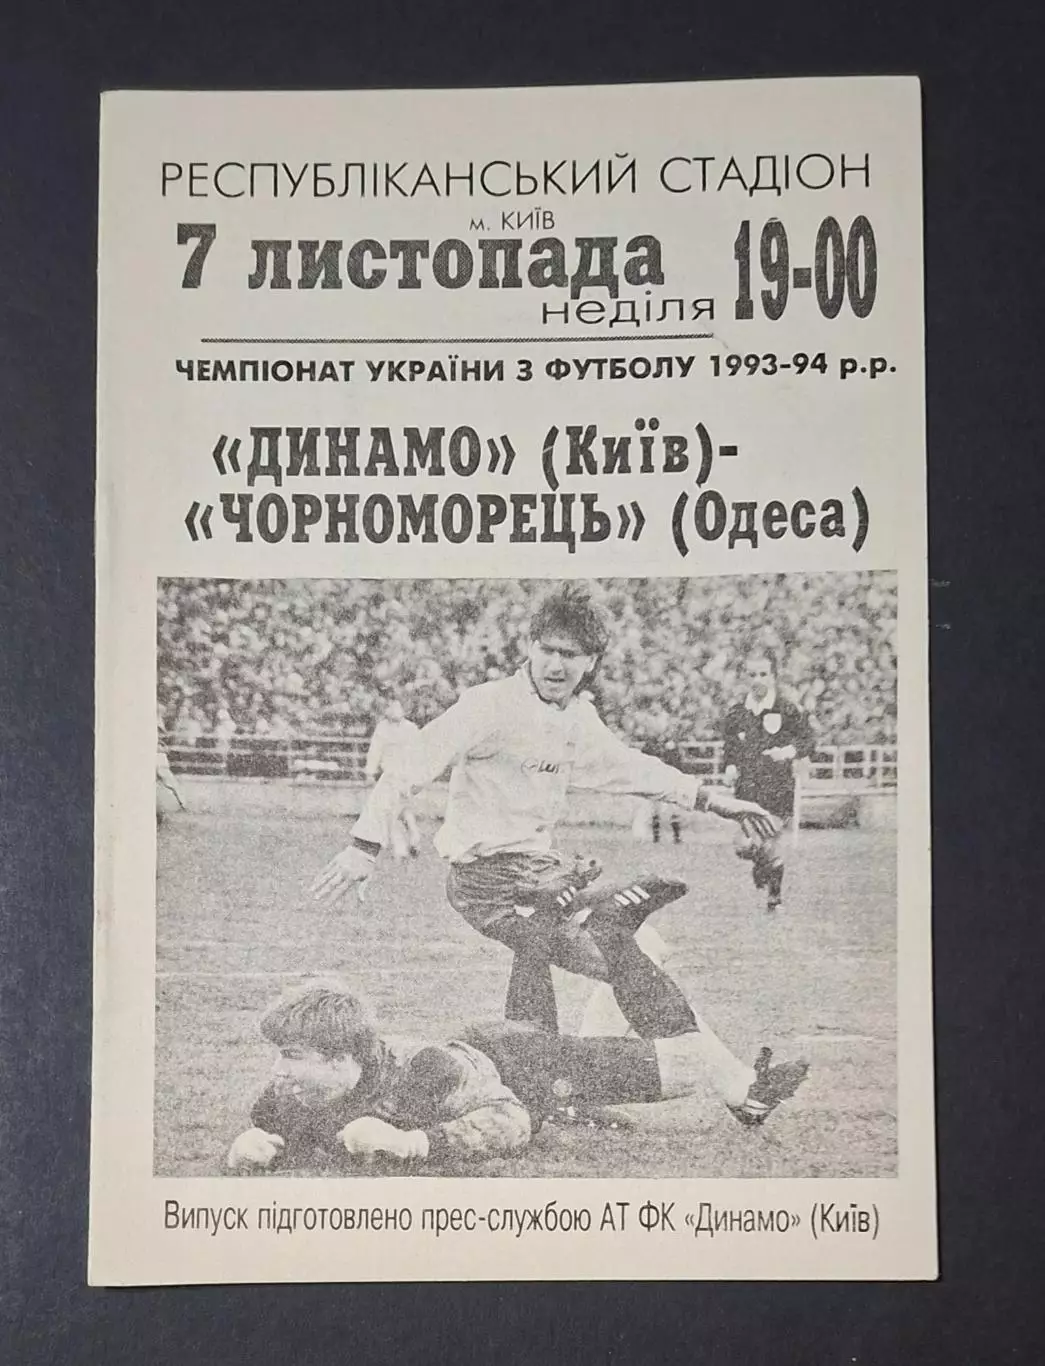 РЕСПУБЛІКАНСЬКИЙ СТАДІОН
м. КИЇВ
7 листопада 19-00
неділя
ЧЕМПІОНАТ УКРАЇНИ З ФУТБОЛУ 1993-94 р.р.
«ДИНАМО» (Київ)-
«ЧОРНОМОРЕЦЬ» (Одеса)
Випуск підготовлено прес-службою АТ ФК «Динамо» (Київ)